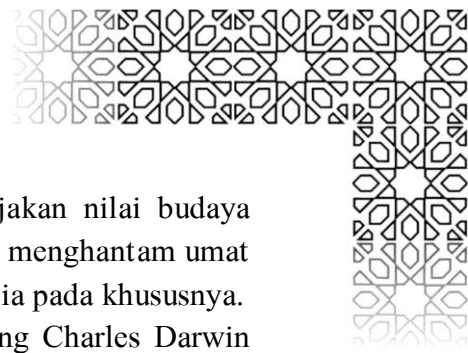 jakan nilai budaya
menghantam umat
ia pada khususnya.
ng Charles Darwin